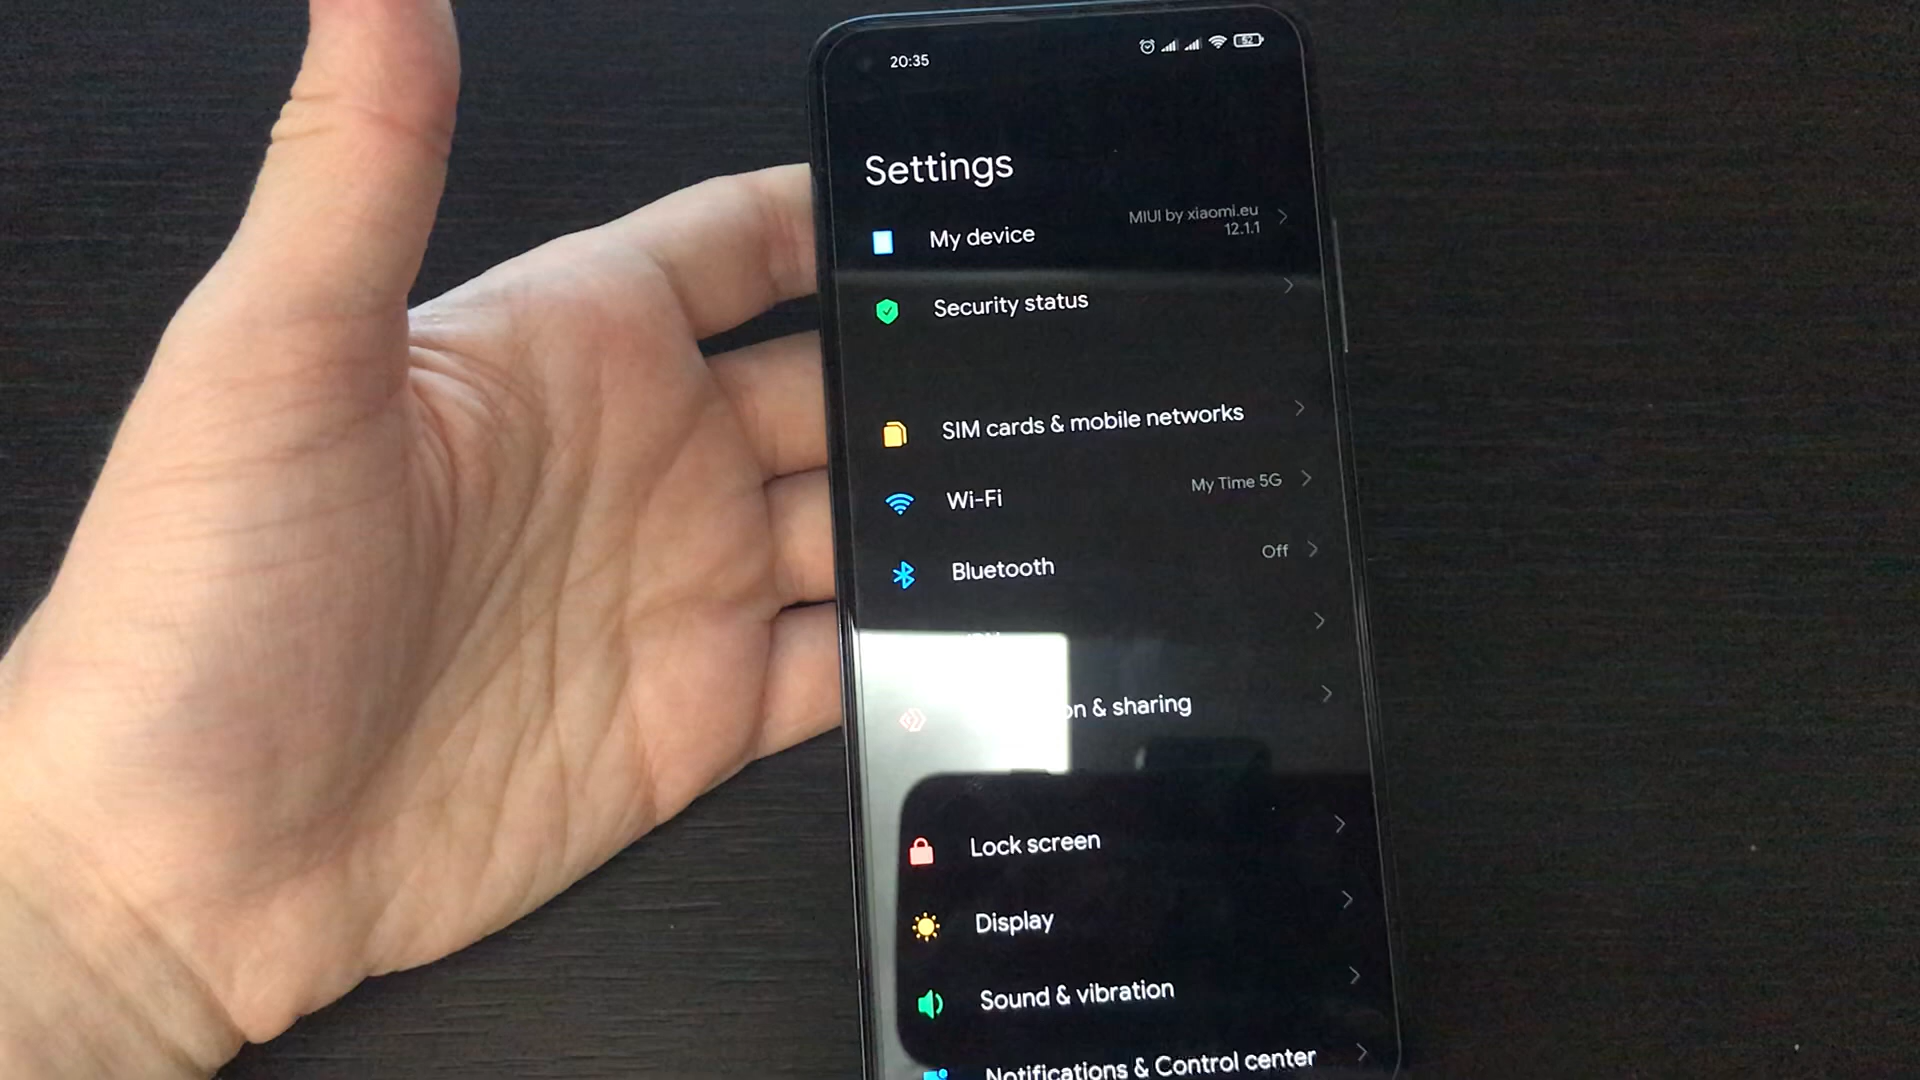 20:35
52
Settings
My device
MIUI by xiaomi.eu
12.1.1
Security status
SIM cards & mobile networks
Wi-Fi
My Time 5G
Bluetooth
Off
& sharing
Lock screen
Display
Sound & vibration
Notifications & Control center